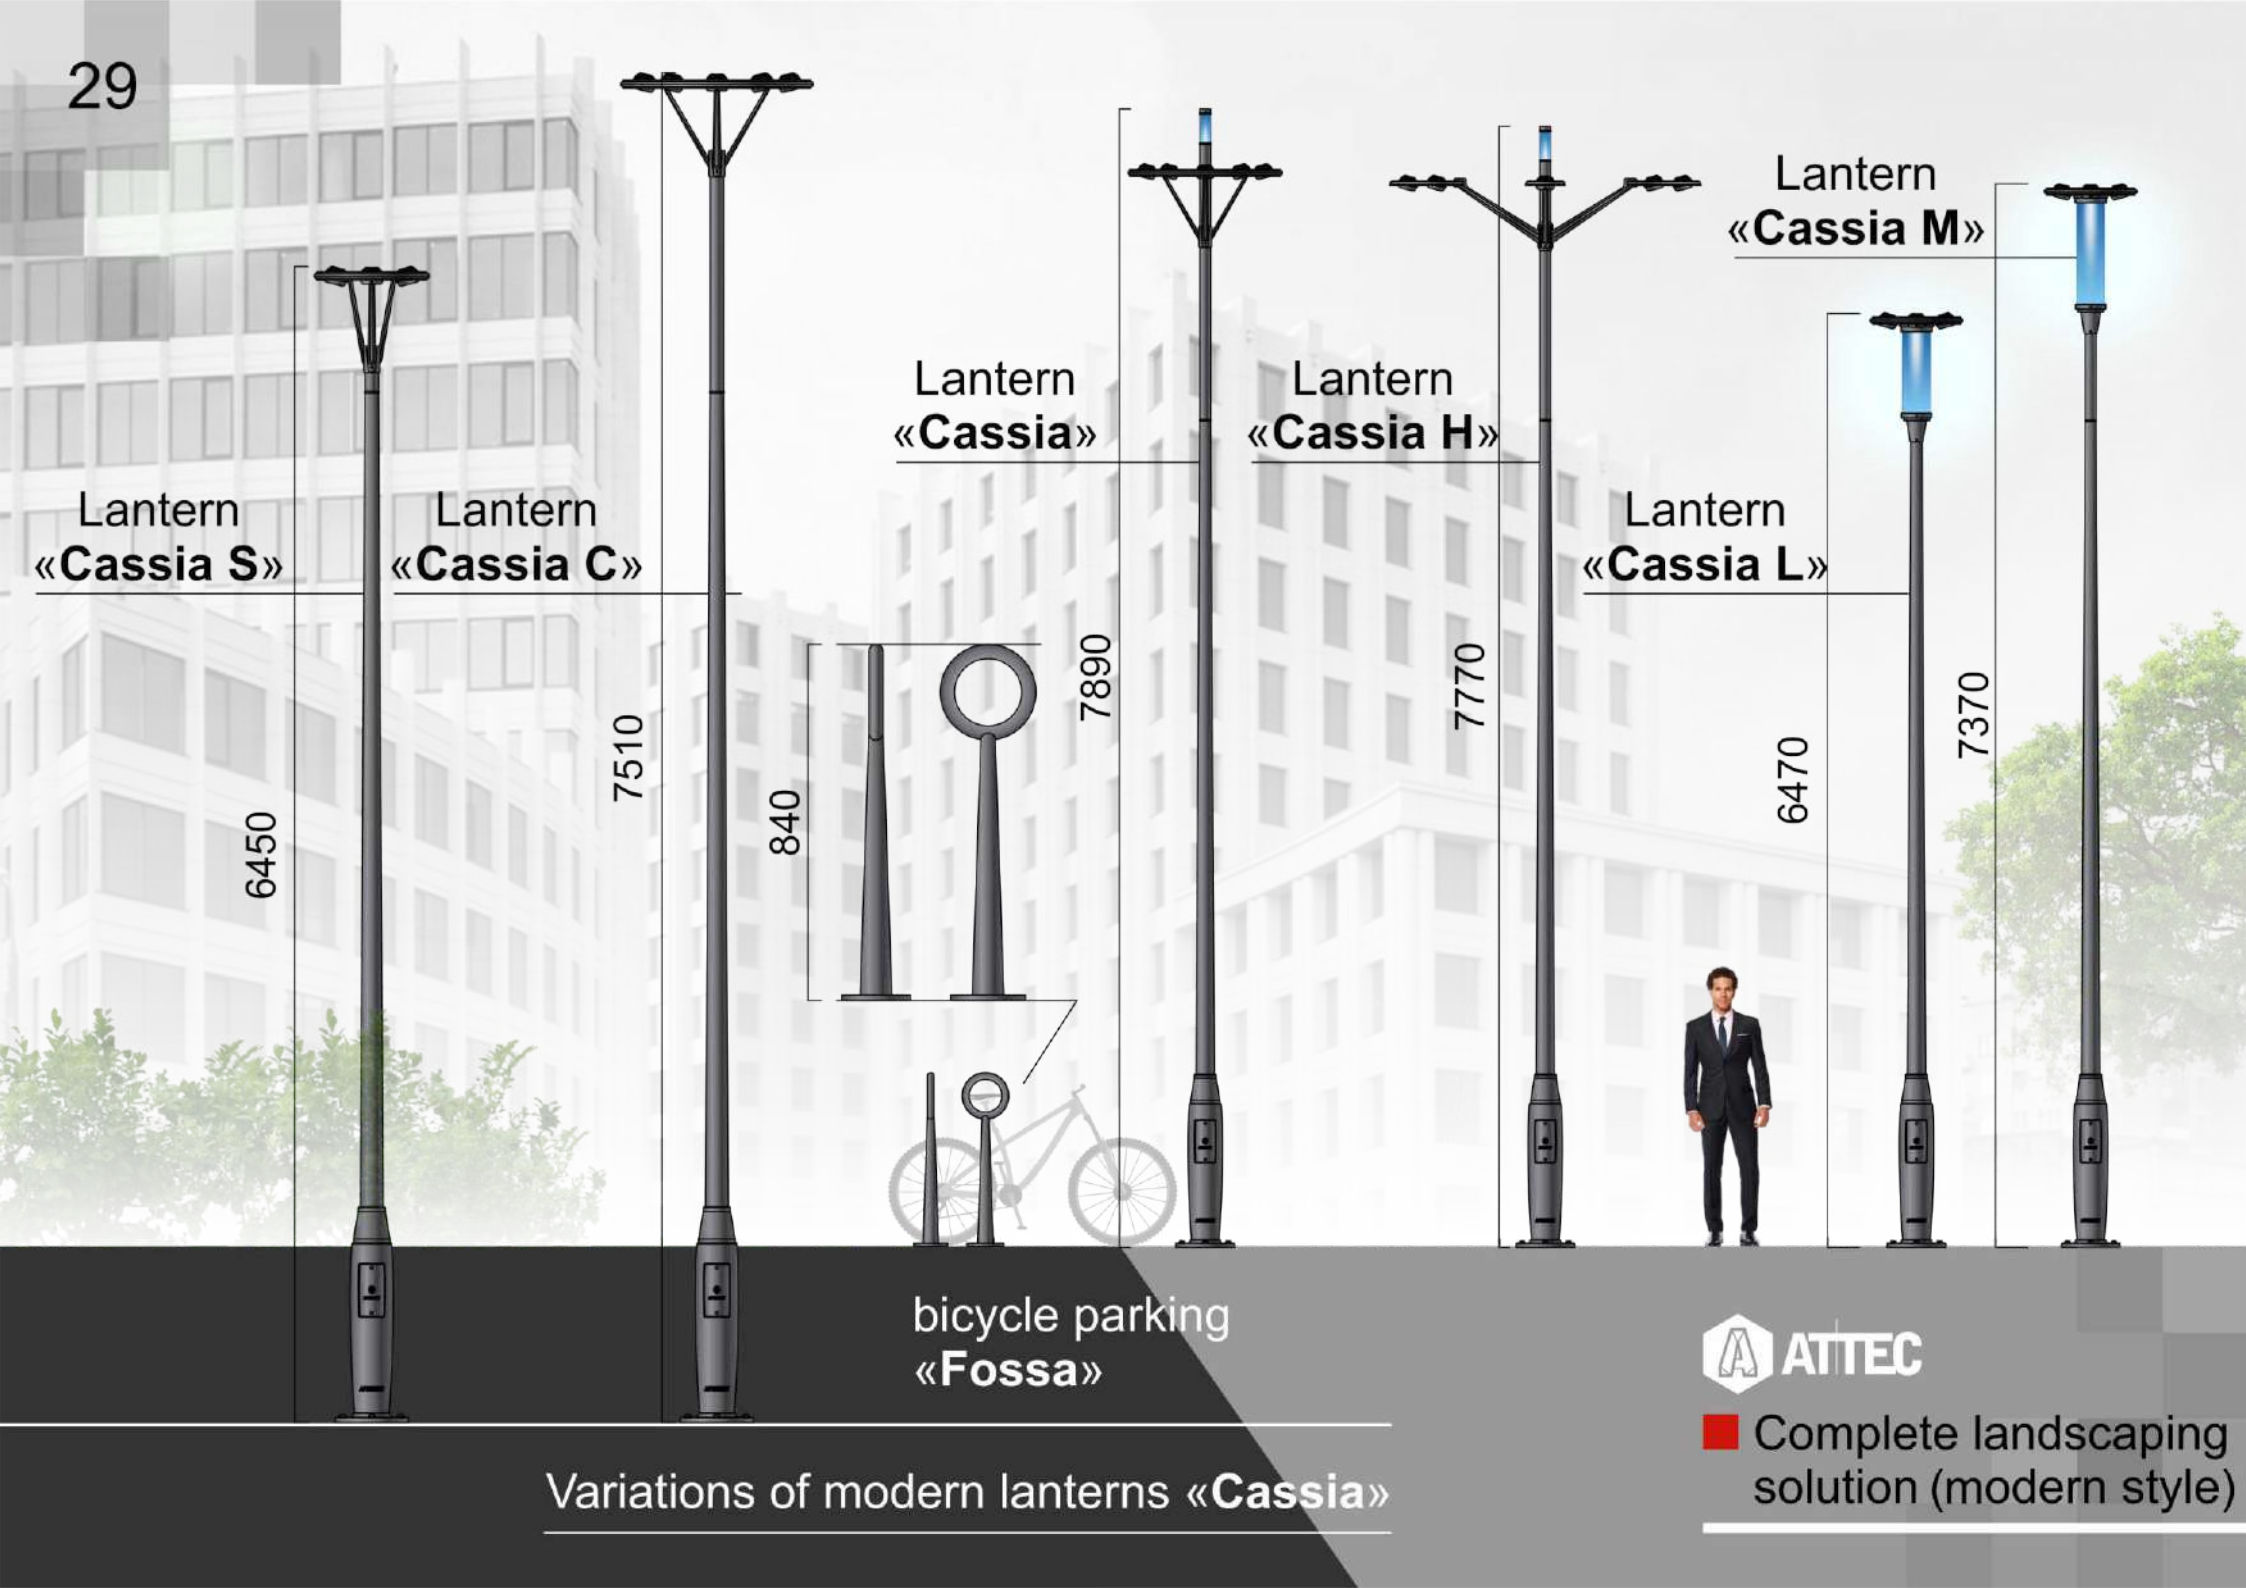 29
Lantern
«Cassia S»
6450
Lantern
«Cassia C»
7510
840
Lantern
«Cassia»
7890
Lantern
«Cassia H»
7770
Lantern
«Cassia L»
6470
Lantern
«Cassia M»
7370
bicycle parking
«Fossa»
Variations of modern lanterns «Cassia»
ATTEC
Complete landscaping
solution (modern style)